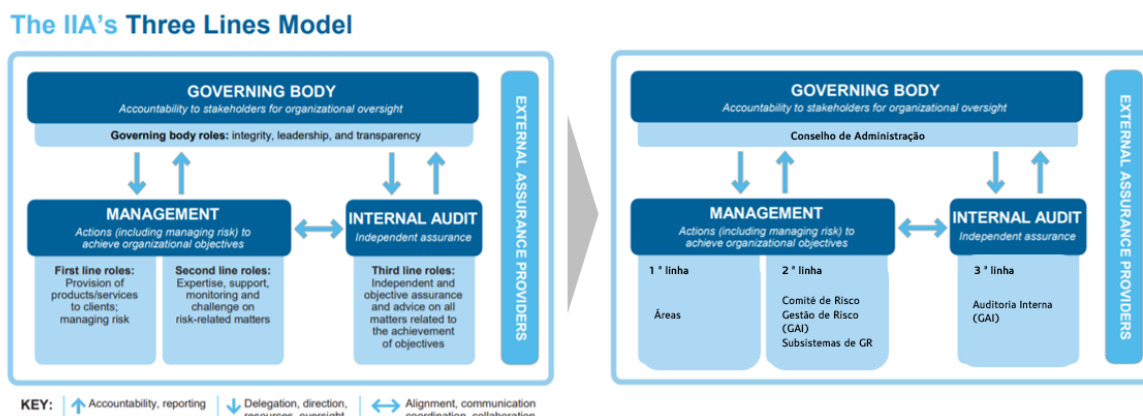 The IIA's Three Lines Model
GOVERNING BODY
Accountability to stakeholders for organizational oversight
Governing body roles: integrity, leadership, and transparency
MANAGEMENT
Actions (including managing risk) to
achieve organizational objectives
INTERNAL AUDIT
Independent assurance
First line roles:
Provision of
products/services
to clients;
managing risk
Second line roles:
Expertise, support,
monitoring and
challenge on
risk-related matters
Third line roles:
Independent and
objective assurance
and advice on all
matters related to
the achievement
of objectives
EXTERNAL ASSURANCE PROVIDERS
KEY:
Accountability, reporting
Delegation, direction,
resources, oversight
Alignment, communication
coordination, collaboration
GOVERNING BODY
Accountability to stakeholders for organizational oversight
Conselho de Administração
MANAGEMENT
Actions (including managing risk) to
achieve organizational objectives
INTERNAL AUDIT
Independent assurance
1 ª linha
Áreas
2 ª linha
Comité de Risco
Gestão de Risco
(GAI)
Subsistemas de GR
3 ª linha
Auditoria Interna
(GAI)
EXTERNAL ASSURANCE PROVIDERS